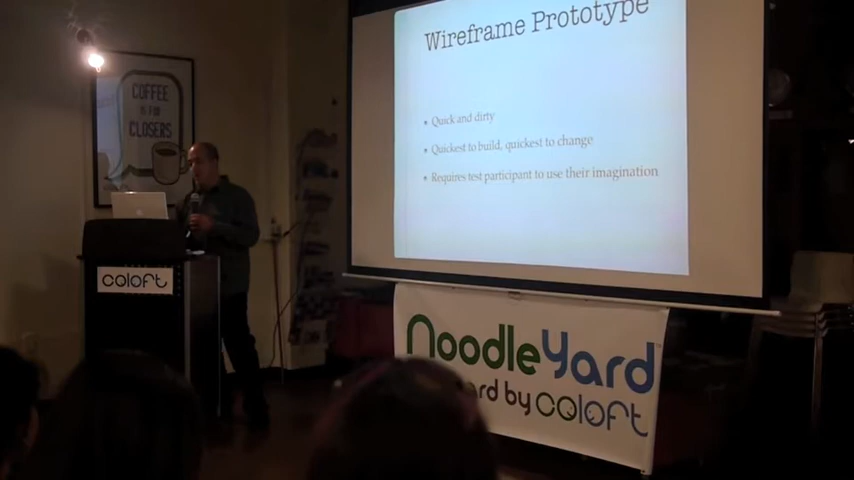 Wireframe Prototype
• Quick and dirty
• Quickest to build, quickest to change
• Requires test participant to use their imagination
COFFEE
IS FOR
CLOSERS
coloft
NoodleYard
by coloft